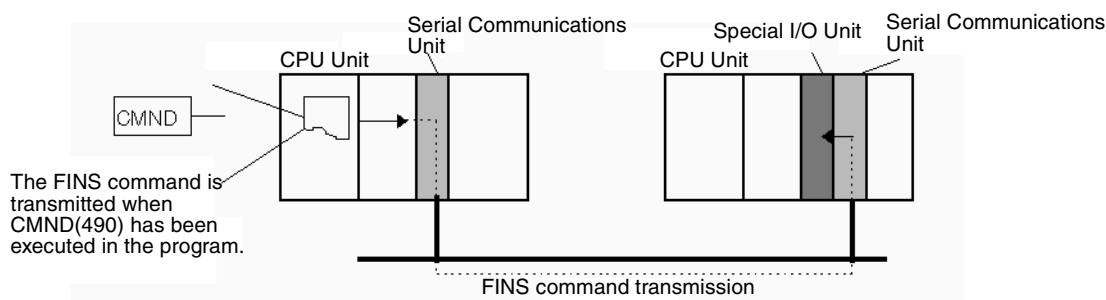 Serial Communications
Unit
CPU Unit
Special I/O Unit
Serial Communications
Unit
CPU Unit
CMND
The FINS command is
transmitted when
CMND(490) has been
executed in the program.
FINS command transmission